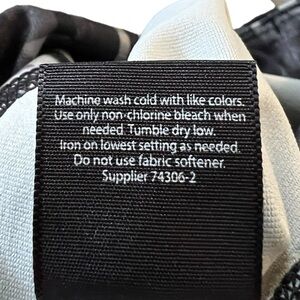 Machine wash cold with like colors.
Use only non-chlorine bleach when
needed. Tumble dry low.
Iron on lowest setting as needed.
Do not use fabric softener.
Supplier 74306-2